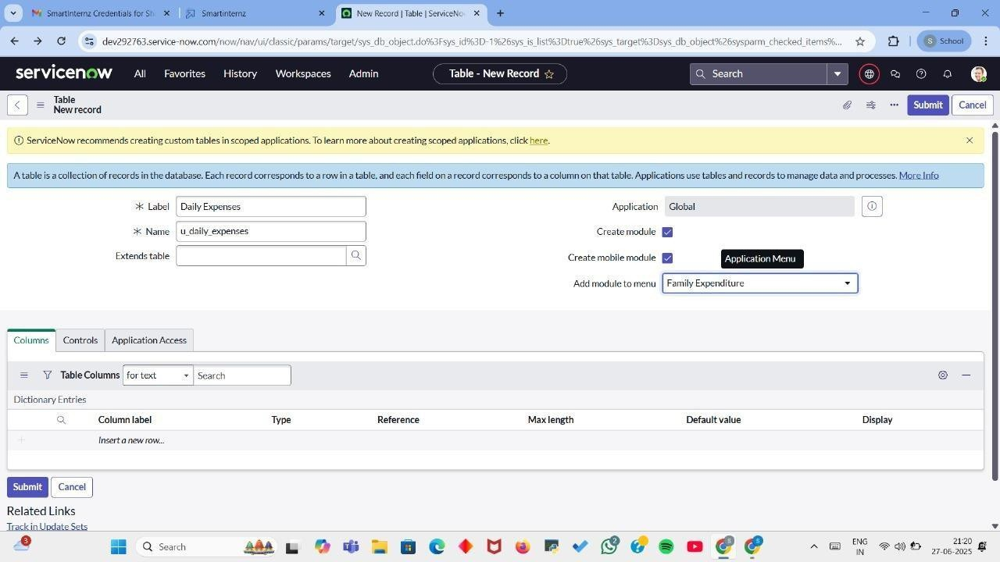 SmartInternz Credentials for Sh
Smartinternz
New Record | Table | ServiceNo
dev292763.service-now.com/now/nav/ui/classic/params/target/sys_db_object.do%3Fsys_id%3D-1%26sys_is_list%3Dtrue%26sys_target%3Dsys_db_object%26sysparm_checked_items%...
S School
servicenow All Favorites History Workspaces Admin Table - New Record Search
Table
New record
Submit Cancel
ServiceNow recommends creating custom tables in scoped applications. To learn more about creating scoped applications, click here.
A table is a collection of records in the database. Each record corresponds to a row in a table, and each field on a record corresponds to a column on that table. Applications use tables and records to manage data and processes. More Info
Label Daily Expenses Application Global
Name u_daily_expenses Create module
Extends table Create mobile module Application Menu
Add module to menu Family Expenditure
Columns Controls Application Access
Table Columns for text Search
Dictionary Entries
Column label Type Reference Max length Default value Display
Insert a new row...
Submit Cancel
Related Links
Track in Update Sets
3 Search S 2 S S ENG 21:20
IN 27-06-2025